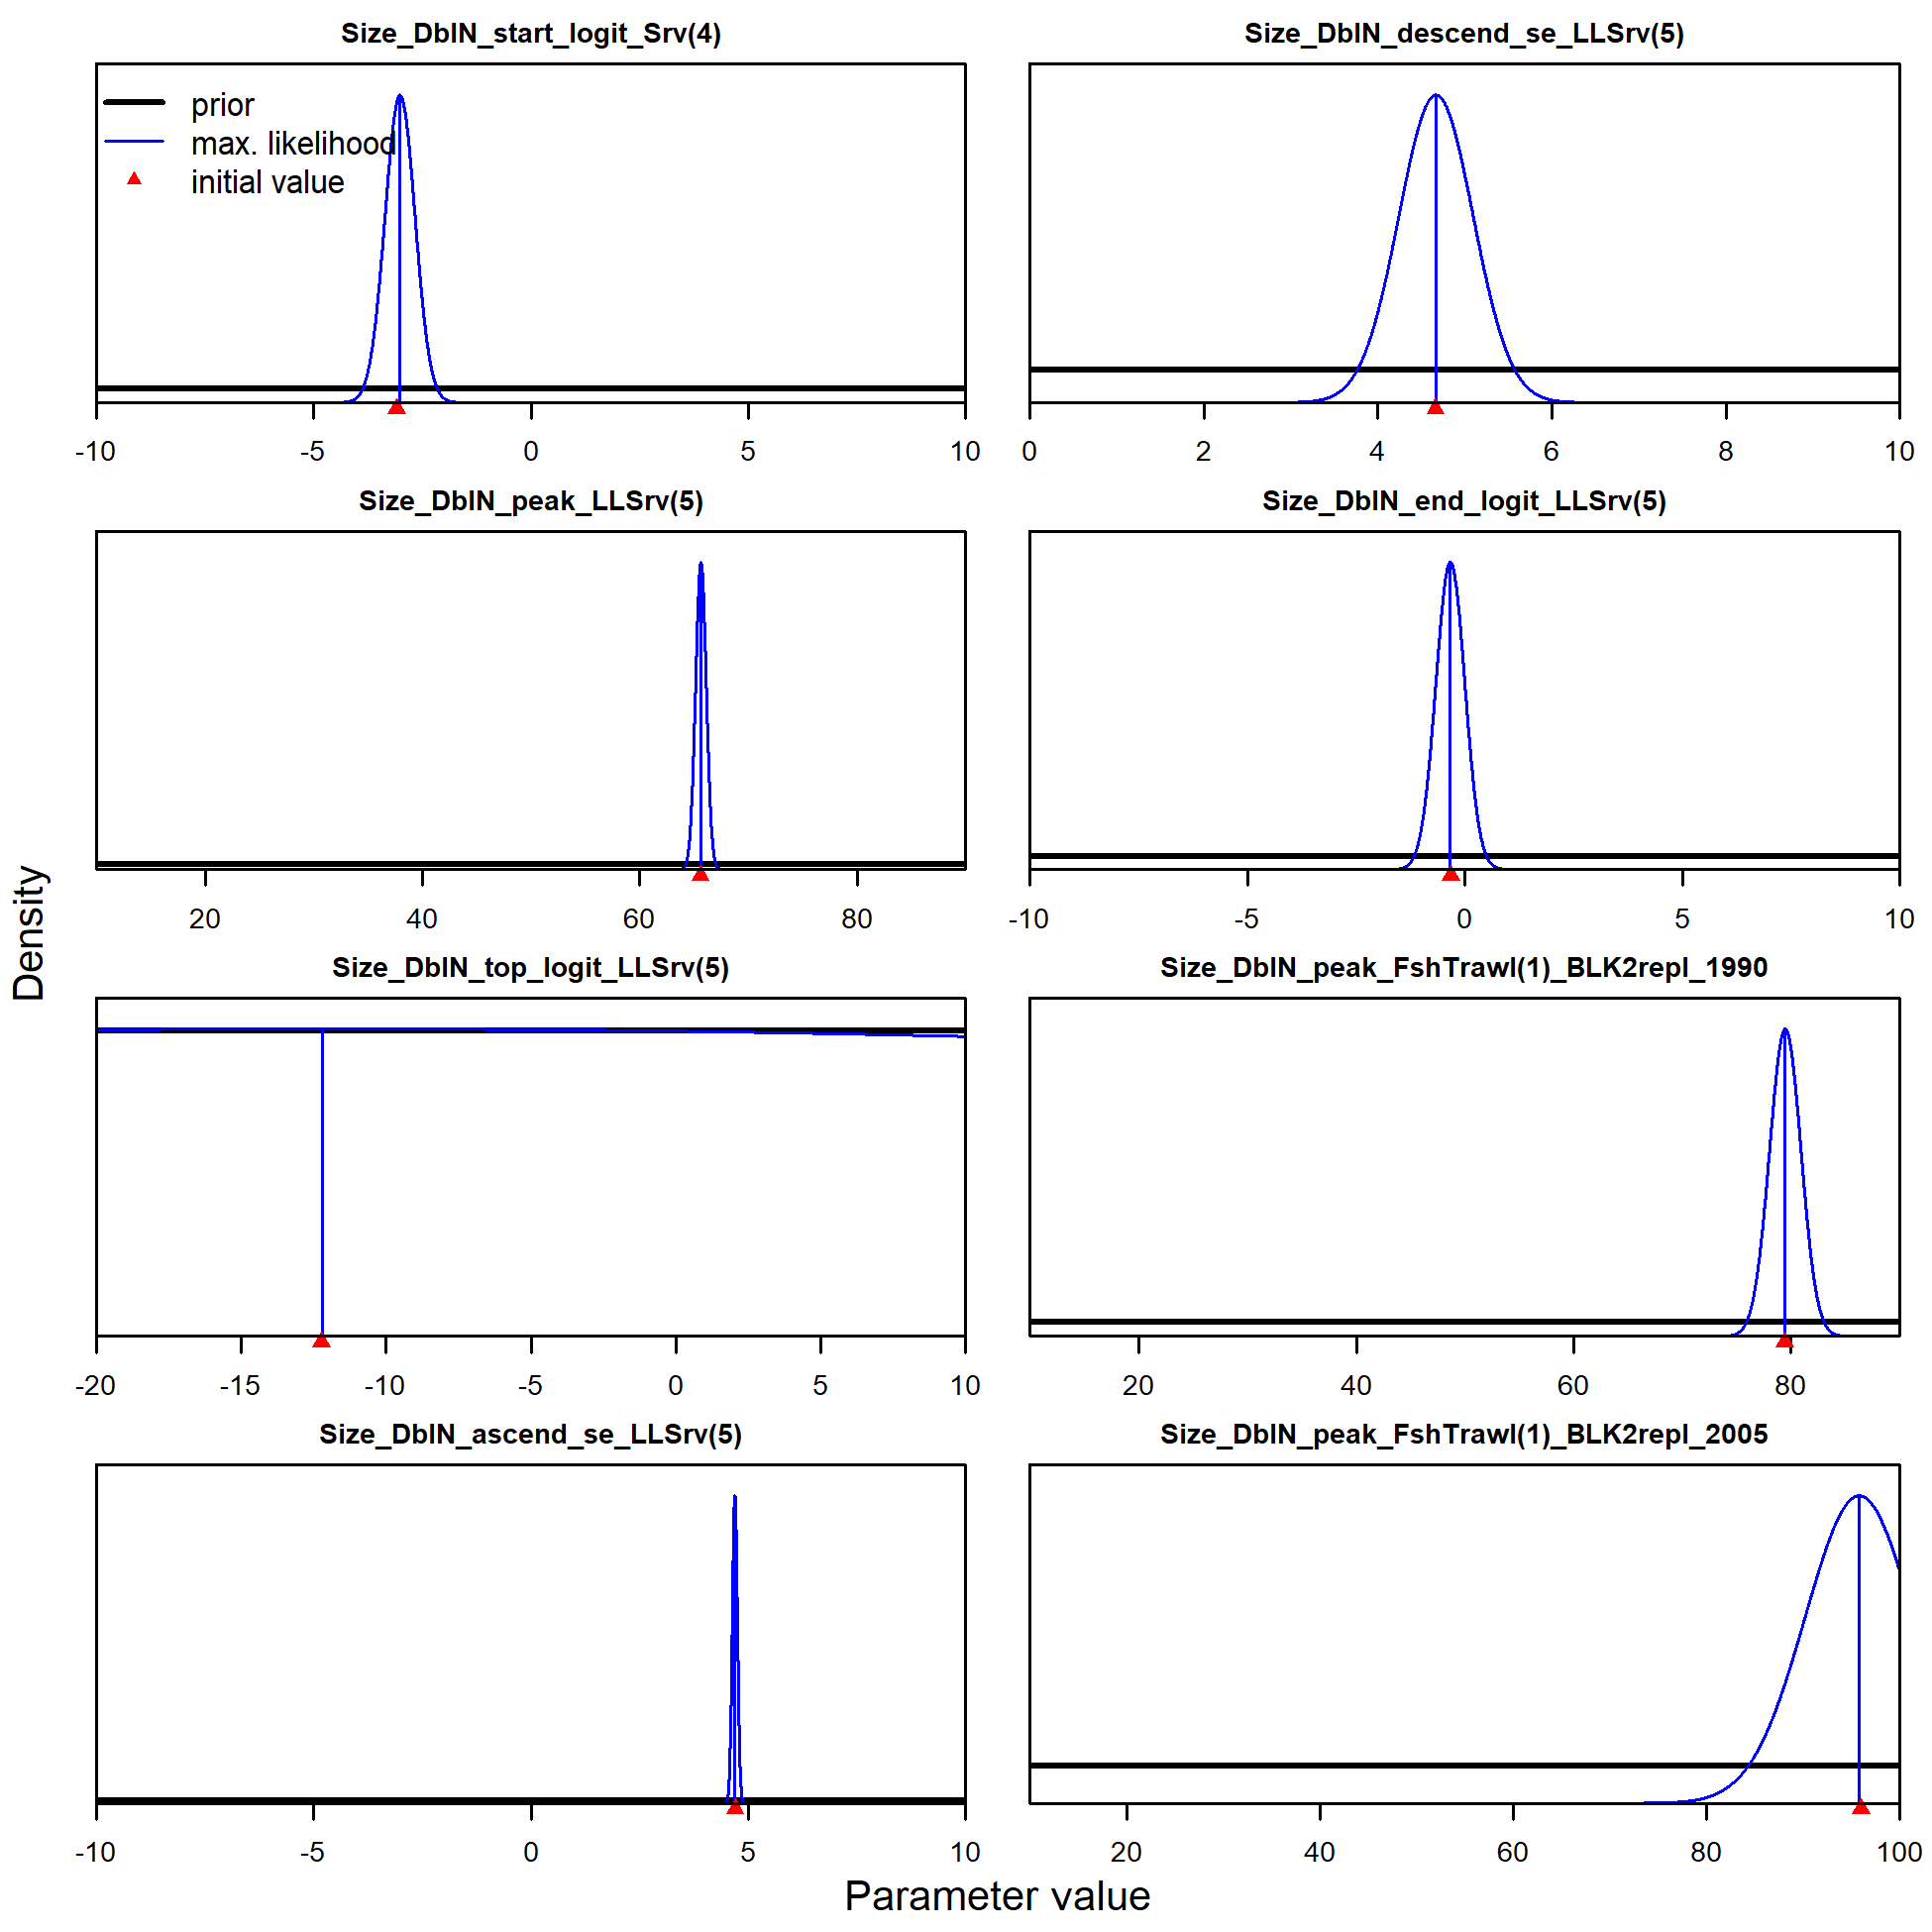 Size_DblN_start_logit_Srv(4)
prior
max. likelihood
initial value
-10 -5 0 5 10
Size_DblN_descend_se_LLSrv(5)
0 2 4 6 8 10
Size_DblN_peak_LLSrv(5)
20 40 60 80
Size_DblN_end_logit_LLSrv(5)
-10 -5 0 5 10
Size_DblN_top_logit_LLSrv(5)
-20 -15 -10 -5 0 5 10
Size_DblN_peak_FshTrawl(1)_BLK2repl_1990
20 40 60 80
Size_DblN_ascend_se_LLSrv(5)
-10 -5 0 5 10
Size_DblN_peak_FshTrawl(1)_BLK2repl_2005
20 40 60 80 100
Density
Parameter value